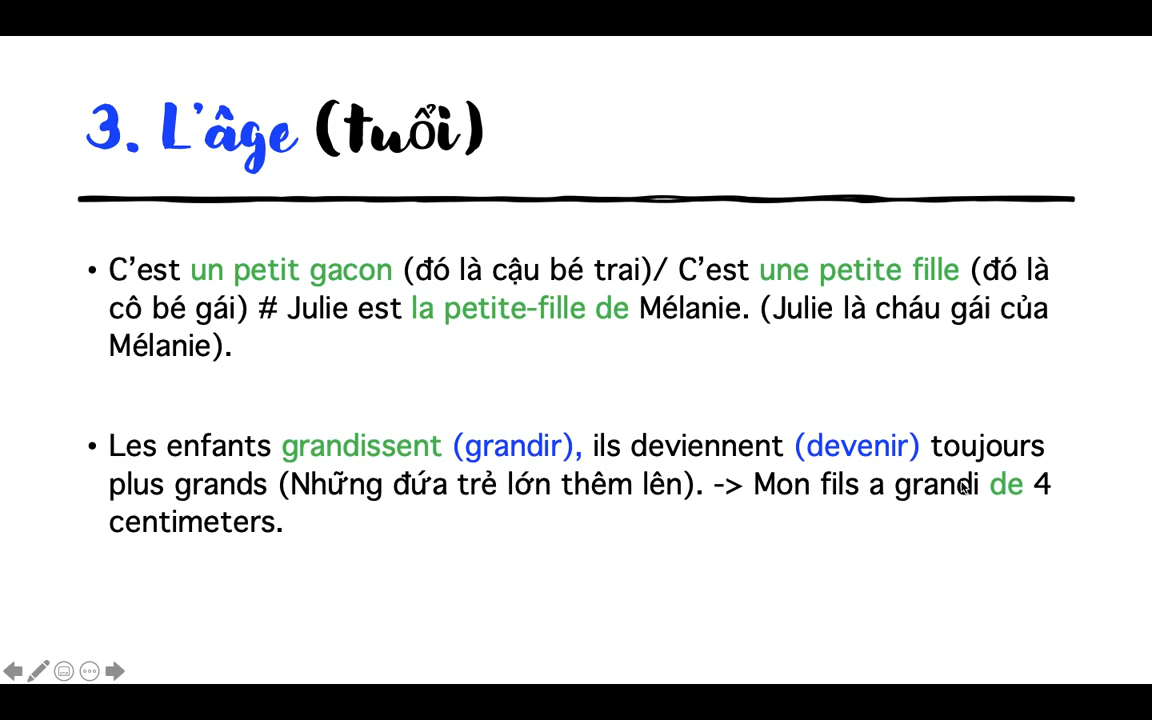 3. L'âge (tuổi)
• C'est un petit gacon (đó là cậu bé trai)/ C'est une petite fille (đó là
cô bé gái) # Julie est la petite-fille de Mélanie. (Julie là cháu gái của
Mélanie).
• Les enfants grandissent (grandir), ils deviennent (devenir) toujours
plus grands (Những đứa trẻ lớn thêm lên). -> Mon fils a grandi de 4
centimeters.